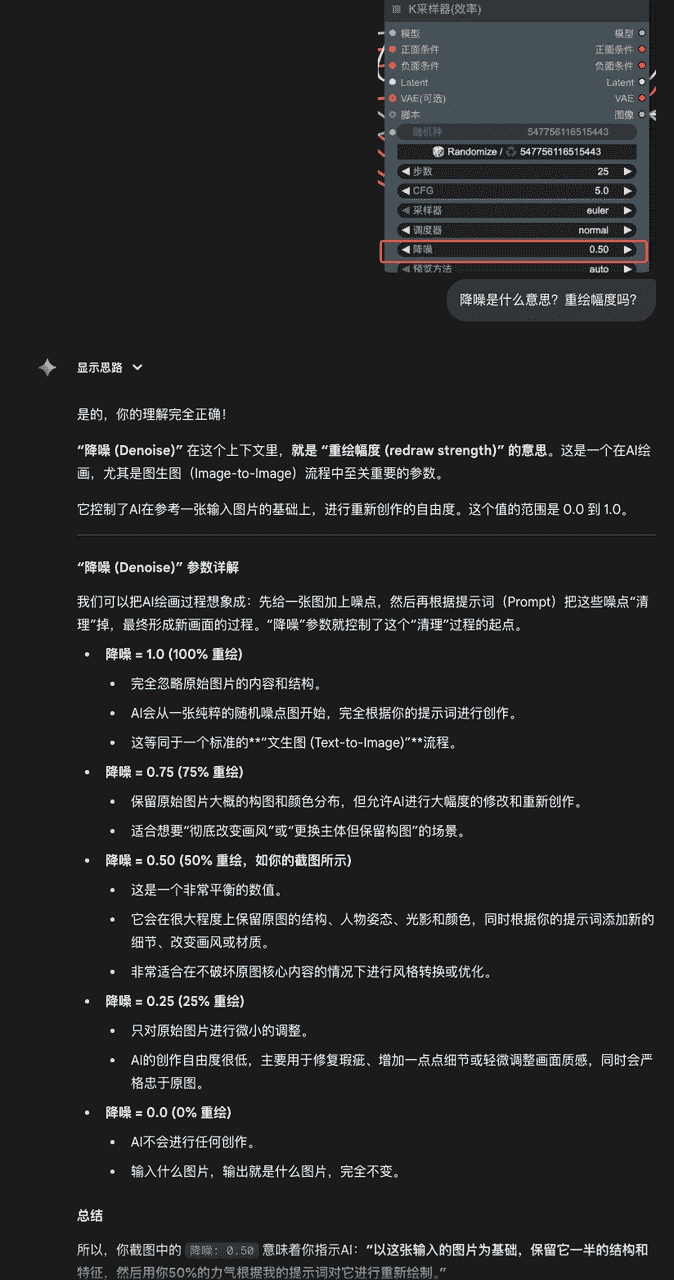 K采样器(效率)
模型 模型
正面条件 正面条件
负面条件 负面条件
Latent Latent
VAE(可选) VAE
脚本 图像
随机种 547756116515443
Randomize / 547756116515443
步数 25
CFG 5.0
采样器 euler
调度器 normal
降噪 0.50
预览方法 auto
降噪是什么意思？重绘幅度吗？
显示思路
是的，你的理解完全正确！
“降噪 (Denoise)” 在这个上下文里，就是 “重绘幅度 (redraw strength)” 的意思。这是一个在AI绘
画，尤其是图生图（Image-to-Image）流程中至关重要的参数。
它控制了AI在参考一张输入图片的基础上，进行重新创作的自由度。这个值的范围是 0.0 到 1.0。
“降噪 (Denoise)” 参数详解
我们可以把AI绘画过程想象成：先给一张图加上噪点，然后再根据提示词（Prompt）把这些噪点“清
理”掉，最终形成新画面的过程。“降噪”参数就控制了这个“清理”过程的起点。
• 降噪 = 1.0 (100% 重绘)
• 完全忽略原始图片的内容和结构。
• AI会从一张纯粹的随机噪点图开始，完全根据你的提示词进行创作。
• 这等同于一个标准的**“文生图 (Text-to-Image)”**流程。
• 降噪 = 0.75 (75% 重绘)
• 保留原始图片大概的构图和颜色分布，但允许AI进行大幅度的修改和重新创作。
• 适合想要“彻底改变画风”或“更换主体但保留构图”的场景。
• 降噪 = 0.50 (50% 重绘，如你的截图所示)
• 这是一个非常平衡的数值。
• 它会在很大程度上保留原图的结构、人物姿态、光影和颜色，同时根据你的提示词添加新的
细节、改变画风或材质。
• 非常适合在不破坏原图核心内容的情况下进行风格转换或优化。
• 降噪 = 0.25 (25% 重绘)
• 只对原始图片进行微小的调整。
• AI的创作自由度很低，主要用于修复瑕疵、增加一点点细节或轻微调整画面质感，同时会严
格忠于原图。
• 降噪 = 0.0 (0% 重绘)
• AI不会进行任何创作。
• 输入什么图片，输出就是什么图片，完全不变。
总结
所以，你截图中的 降噪: 0.50 意味着你指示AI：“以这张输入的图片为基础，保留它一半的结构和
特征，然后用你50%的力气根据我的提示词对它进行重新绘制。”